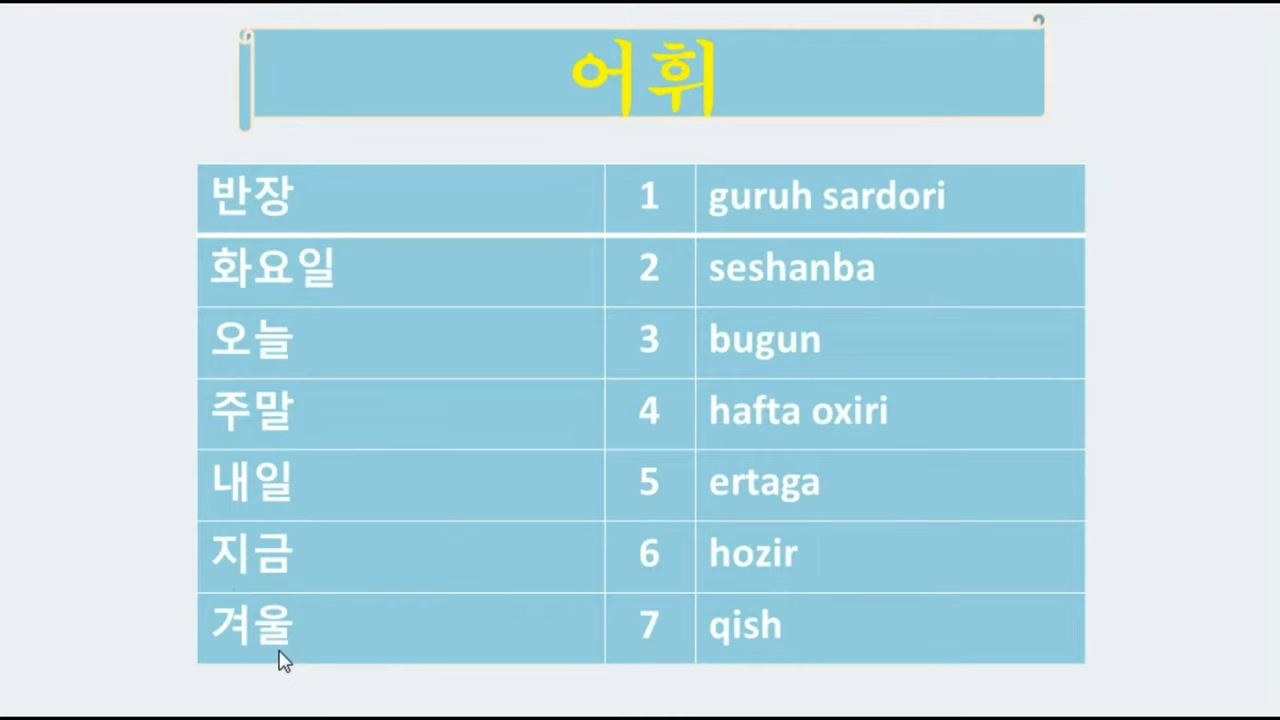 어휘
반장 1 guruh sardori
화요일 2 seshanba
오늘 3 bugun
주말 4 hafta oxiri
내일 5 ertaga
지금 6 hozir
겨울 7 qish